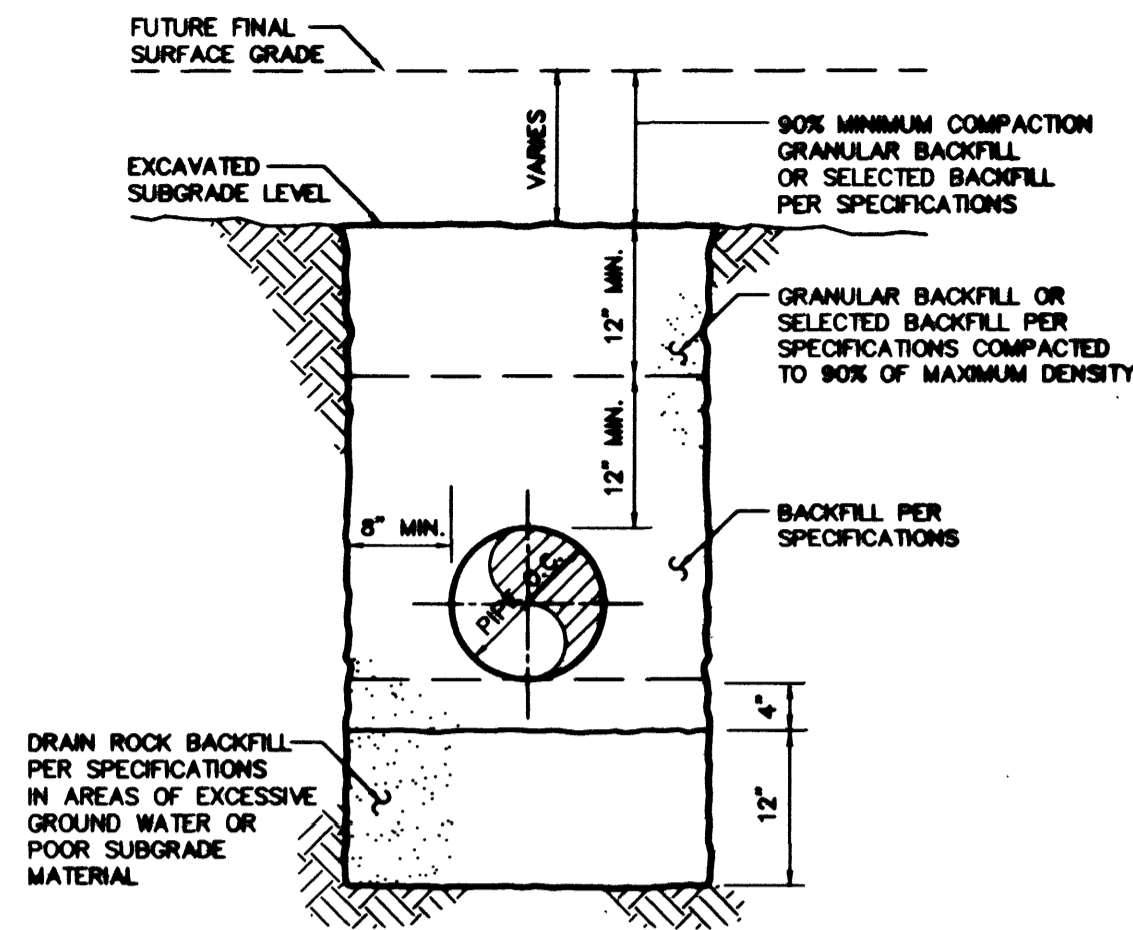 FUTURE FINAL
SURFACE GRADE
90% MINIMUM COMPACTION
GRANULAR BACKFILL
OR SELECTED BACKFILL
PER SPECIFICATIONS
VARIES
EXCAVATED
SUBGRADE LEVEL
12" MIN.
GRANULAR BACKFILL OR
SELECTED BACKFILL PER
SPECIFICATIONS COMPACTED
TO 90% OF MAXIMUM DENSITY
12" MIN.
8" MIN.
BACKFILL PER
SPECIFICATIONS
PIPE
4"
DRAIN ROCK BACKFILL
PER SPECIFICATIONS
IN AREAS OF EXCESSIVE
GROUND WATER OR
POOR SUBGRADE
MATERIAL
12"